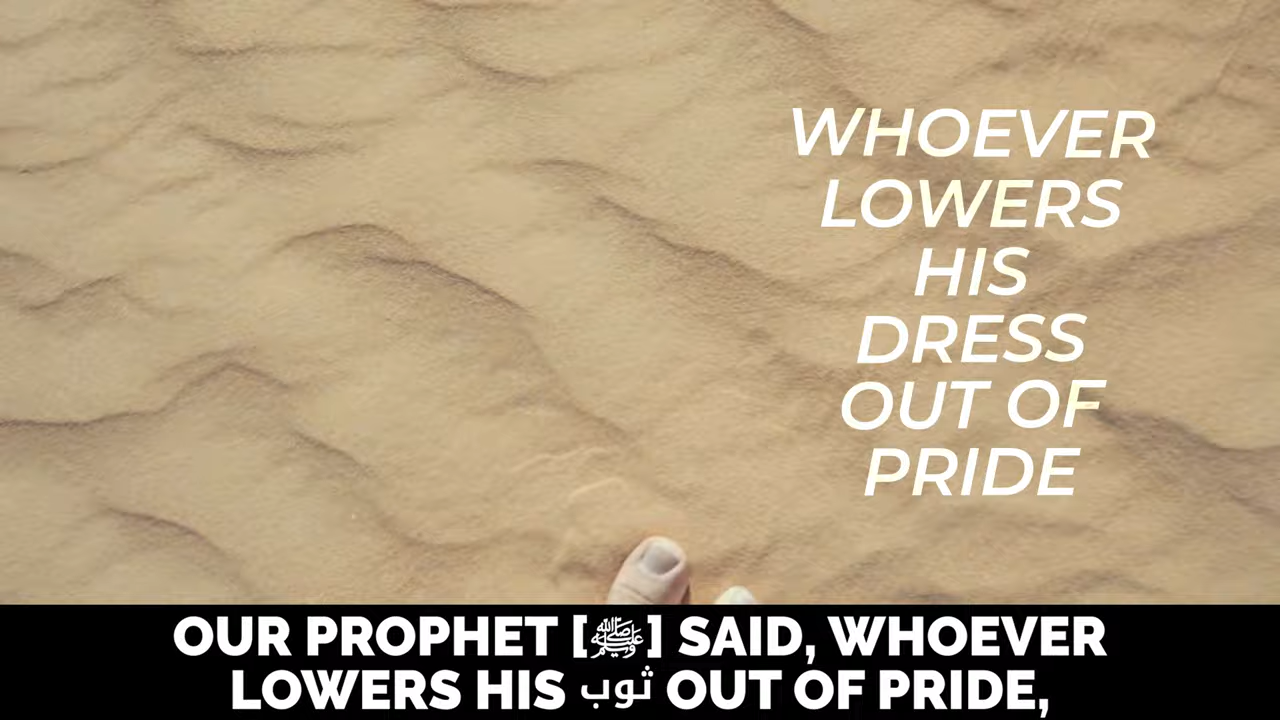 WHOEVER
LOWERS
HIS
DRESS
OUT OF
PRIDE
OUR PROPHET [ﷺ] SAID, WHOEVER
LOWERS HIS ثوب OUT OF PRIDE,